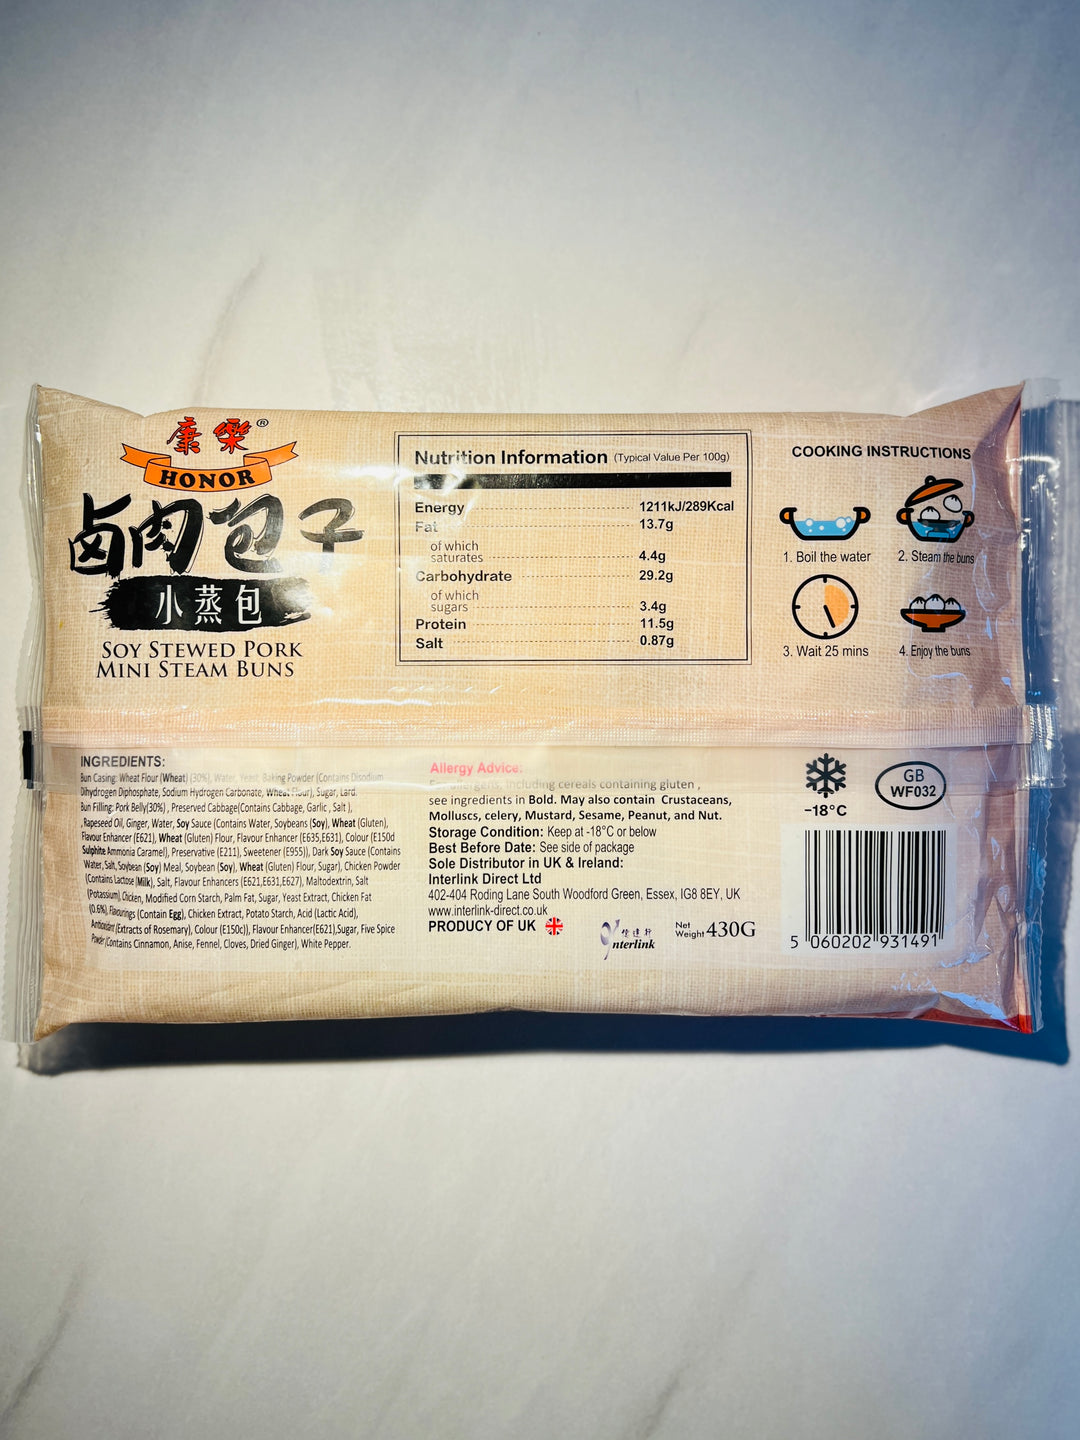 康樂®
HONOR
卤肉包子
小蒸包
SOY STEWED PORK
MINI STEAM BUNS
Nutrition Information (Typical Value Per 100g)
Energy 1211kJ/289Kcal
Fat 13.7g
of which
saturates 4.4g
Carbohydrate 29.2g
of which
sugars 3.4g
Protein 11.5g
Salt 0.87g
COOKING INSTRUCTIONS
1. Boil the water
2. Steam the buns
3. Wait 25 mins
4. Enjoy the buns
INGREDIENTS:
Bun Casing: Wheat Flour (Wheat) (30%), Water, Yeast, Baking Powder (Contains Disodium
Dihydrogen Diphosphate, Sodium Hydrogen Carbonate, Wheat Flour), Sugar, Lard.
Bun Filling: Pork Belly(30%) , Preserved Cabbage(Contains Cabbage, Garlic , Salt ),
,Rapeseed Oil, Ginger, Water, Soy Sauce (Contains Water, Soybeans (Soy), Wheat (Gluten),
Flavour Enhancer (E621), Wheat (Gluten) Flour, Flavour Enhancer (E635,E631), Colour (E150d
Sulphite Ammonia Caramel), Preservative (E211), Sweetener (E955)), Dark Soy Sauce (Contains
Water, Salt, Soybean (Soy) Meal, Soybean (Soy), Wheat (Gluten) Flour, Sugar), Chicken Powder
(Contains Lactose (Milk), Salt, Flavour Enhancers (E621,E631,E627), Maltodextrin, Salt
(Potassium), Chicken, Modified Corn Starch, Palm Fat, Sugar, Yeast Extract, Chicken Fat
(0.6%), Flavourings (Contain Egg), Chicken Extract, Potato Starch, Acid (Lactic Acid),
Antioxidant (Extracts of Rosemary), Colour (E150c)), Flavour Enhancer(E621),Sugar, Five Spice
Powder(Contains Cinnamon, Anise, Fennel, Cloves, Dried Ginger), White Pepper.
Allergy Advice:
For allergens, including cereals containing gluten ,
see ingredients in Bold. May also contain Crustaceans,
Molluscs, celery, Mustard, Sesame, Peanut, and Nut.
Storage Condition: Keep at -18°C or below
Best Before Date: See side of package
Sole Distributor in UK & Ireland:
Interlink Direct Ltd
402-404 Roding Lane South Woodford Green, Essex, IG8 8EY, UK
www.interlink-direct.co.uk
PRODUCY OF UK
信達行
Interlink
Net
Weight 430G
-18°C
GB
WF032
5 060202 931491